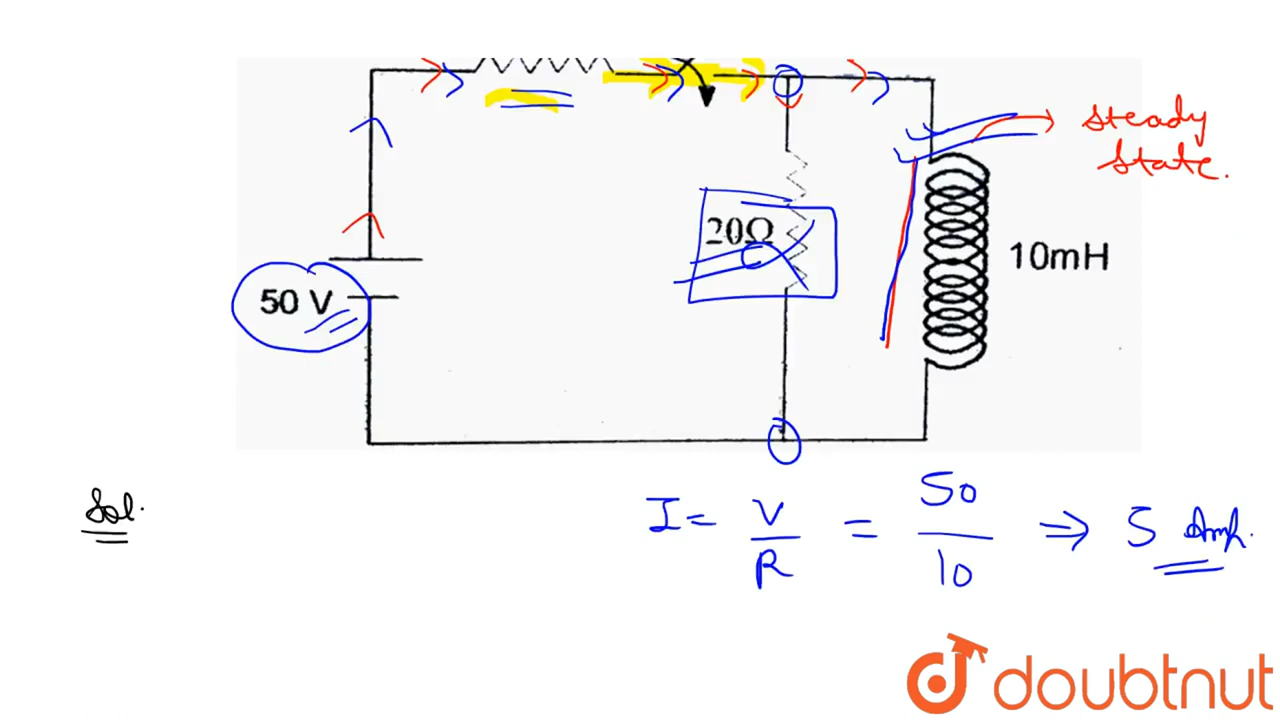 steady
state.
20Ω
10mH
50 V
Sol.
I = V/R = 50/10 ⇒ 5 Amp.
doubtnut